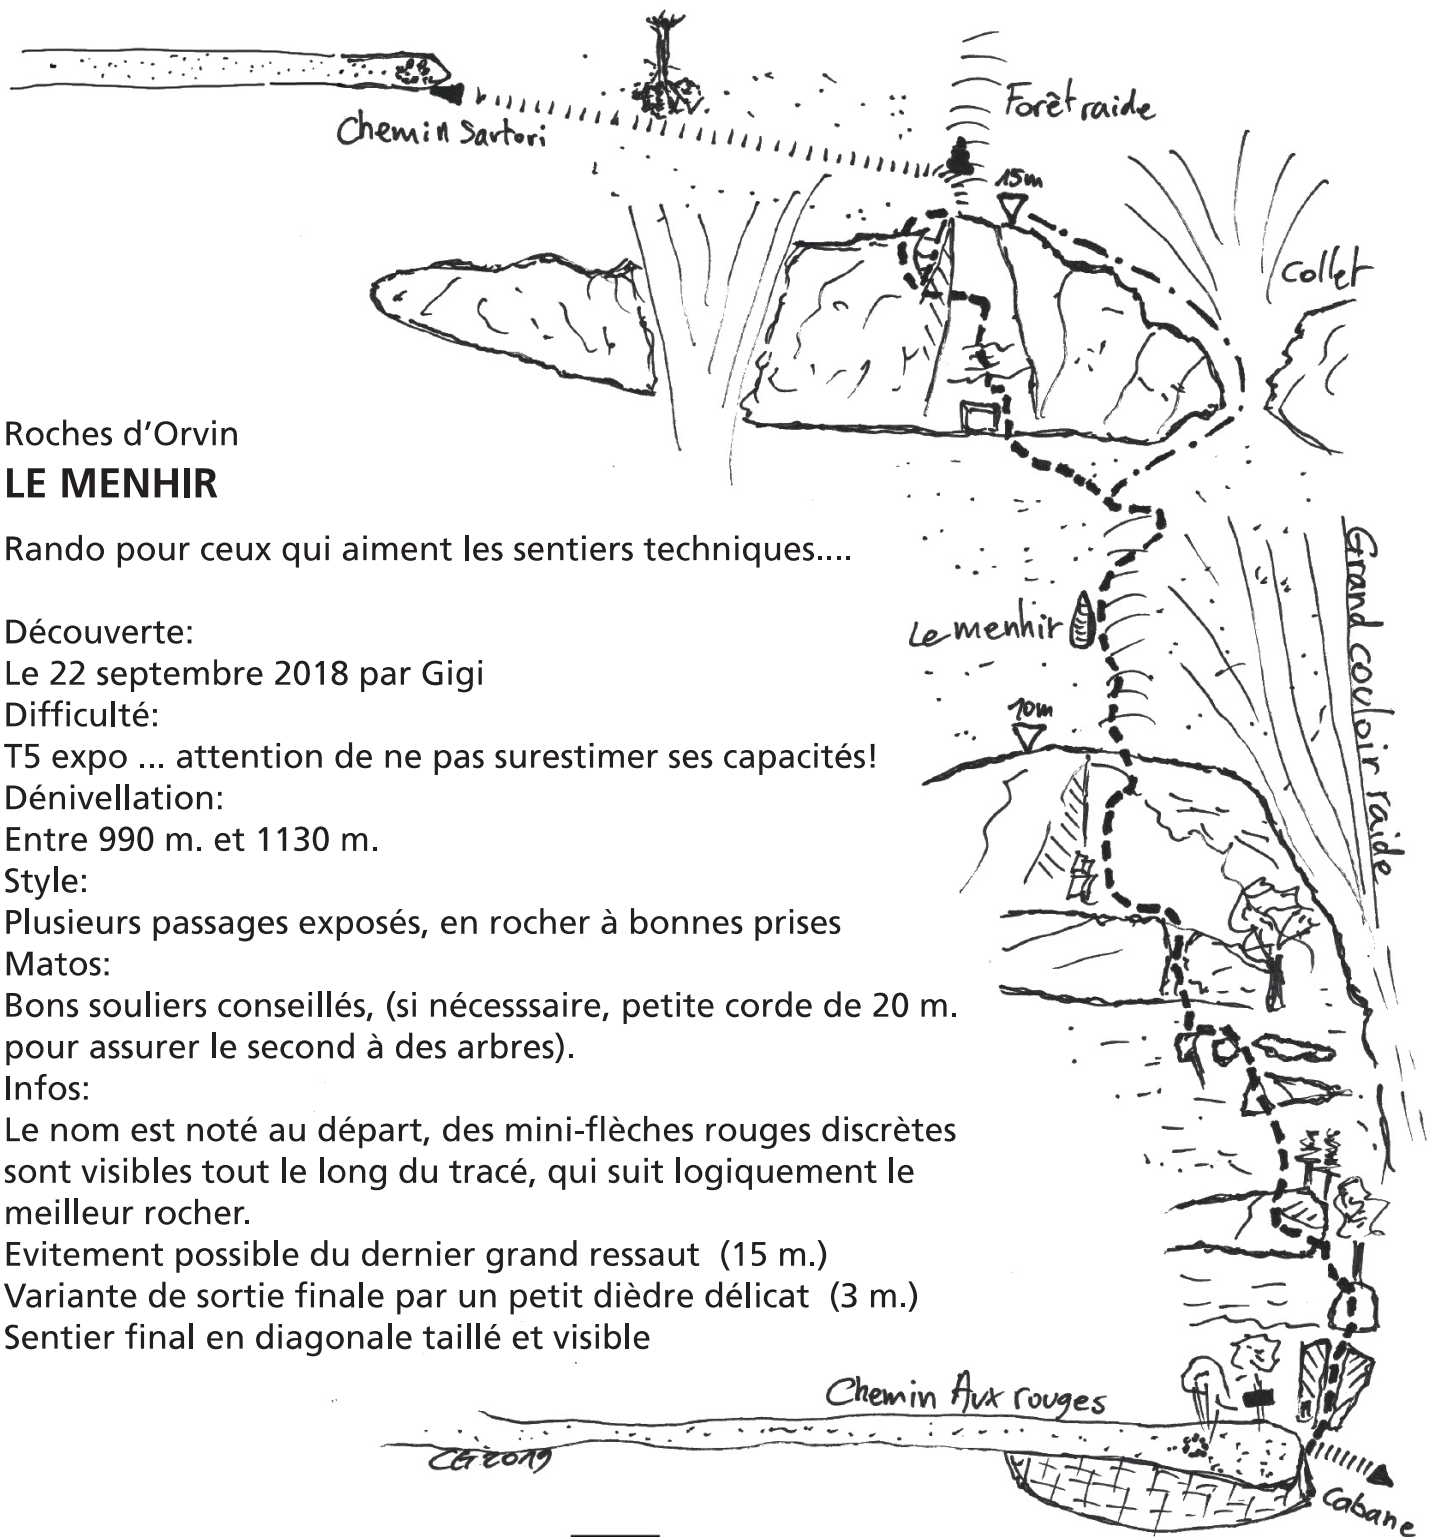 Forêt raide
Chemin Sartori
15m
Collet
Roches d’Orvin
LE MENHIR
Rando pour ceux qui aiment les sentiers techniques....
Grand couloir raide
Le menhir
Découverte:
Le 22 septembre 2018 par Gigi
Difficulté:
10m
T5 expo ... attention de ne pas surestimer ses capacités!
Dénivellation:
Entre 990 m. et 1130 m.
Style:
Plusieurs passages exposés, en rocher à bonnes prises
Matos:
Bons souliers conseillés, (si nécesssaire, petite corde de 20 m.
pour assurer le second à des arbres).
Infos:
Le nom est noté au départ, des mini-flèches rouges discrètes
sont visibles tout le long du tracé, qui suit logiquement le
meilleur rocher.
Evitement possible du dernier grand ressaut (15 m.)
Variante de sortie finale par un petit dièdre délicat (3 m.)
Sentier final en diagonale taillé et visible
Chemin Aux rouges
CG 2019
Cabane